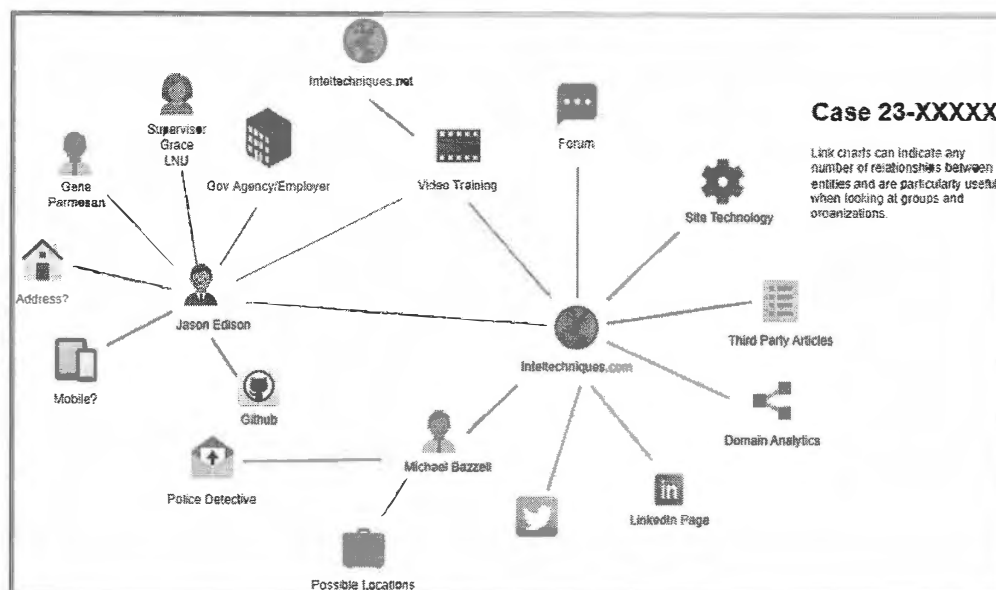 Inteltechniques.net
Forum
Case 23-XXXXX
Link charts can indicate any
number of relationships between
entities and are particularly useful
when looking at groups and
organizations.
Supervisor
Grace
LNU
Gov Agency/Employer
Video Training
Gene
Parmesan
Site Technology
Address?
Jason Edison
Third Party Articles
Inteltechniques.com
Mobile?
Github
Domain Analytics
Michael Bazzell
Police Detective
in
LinkedIn Page
Possible Locations